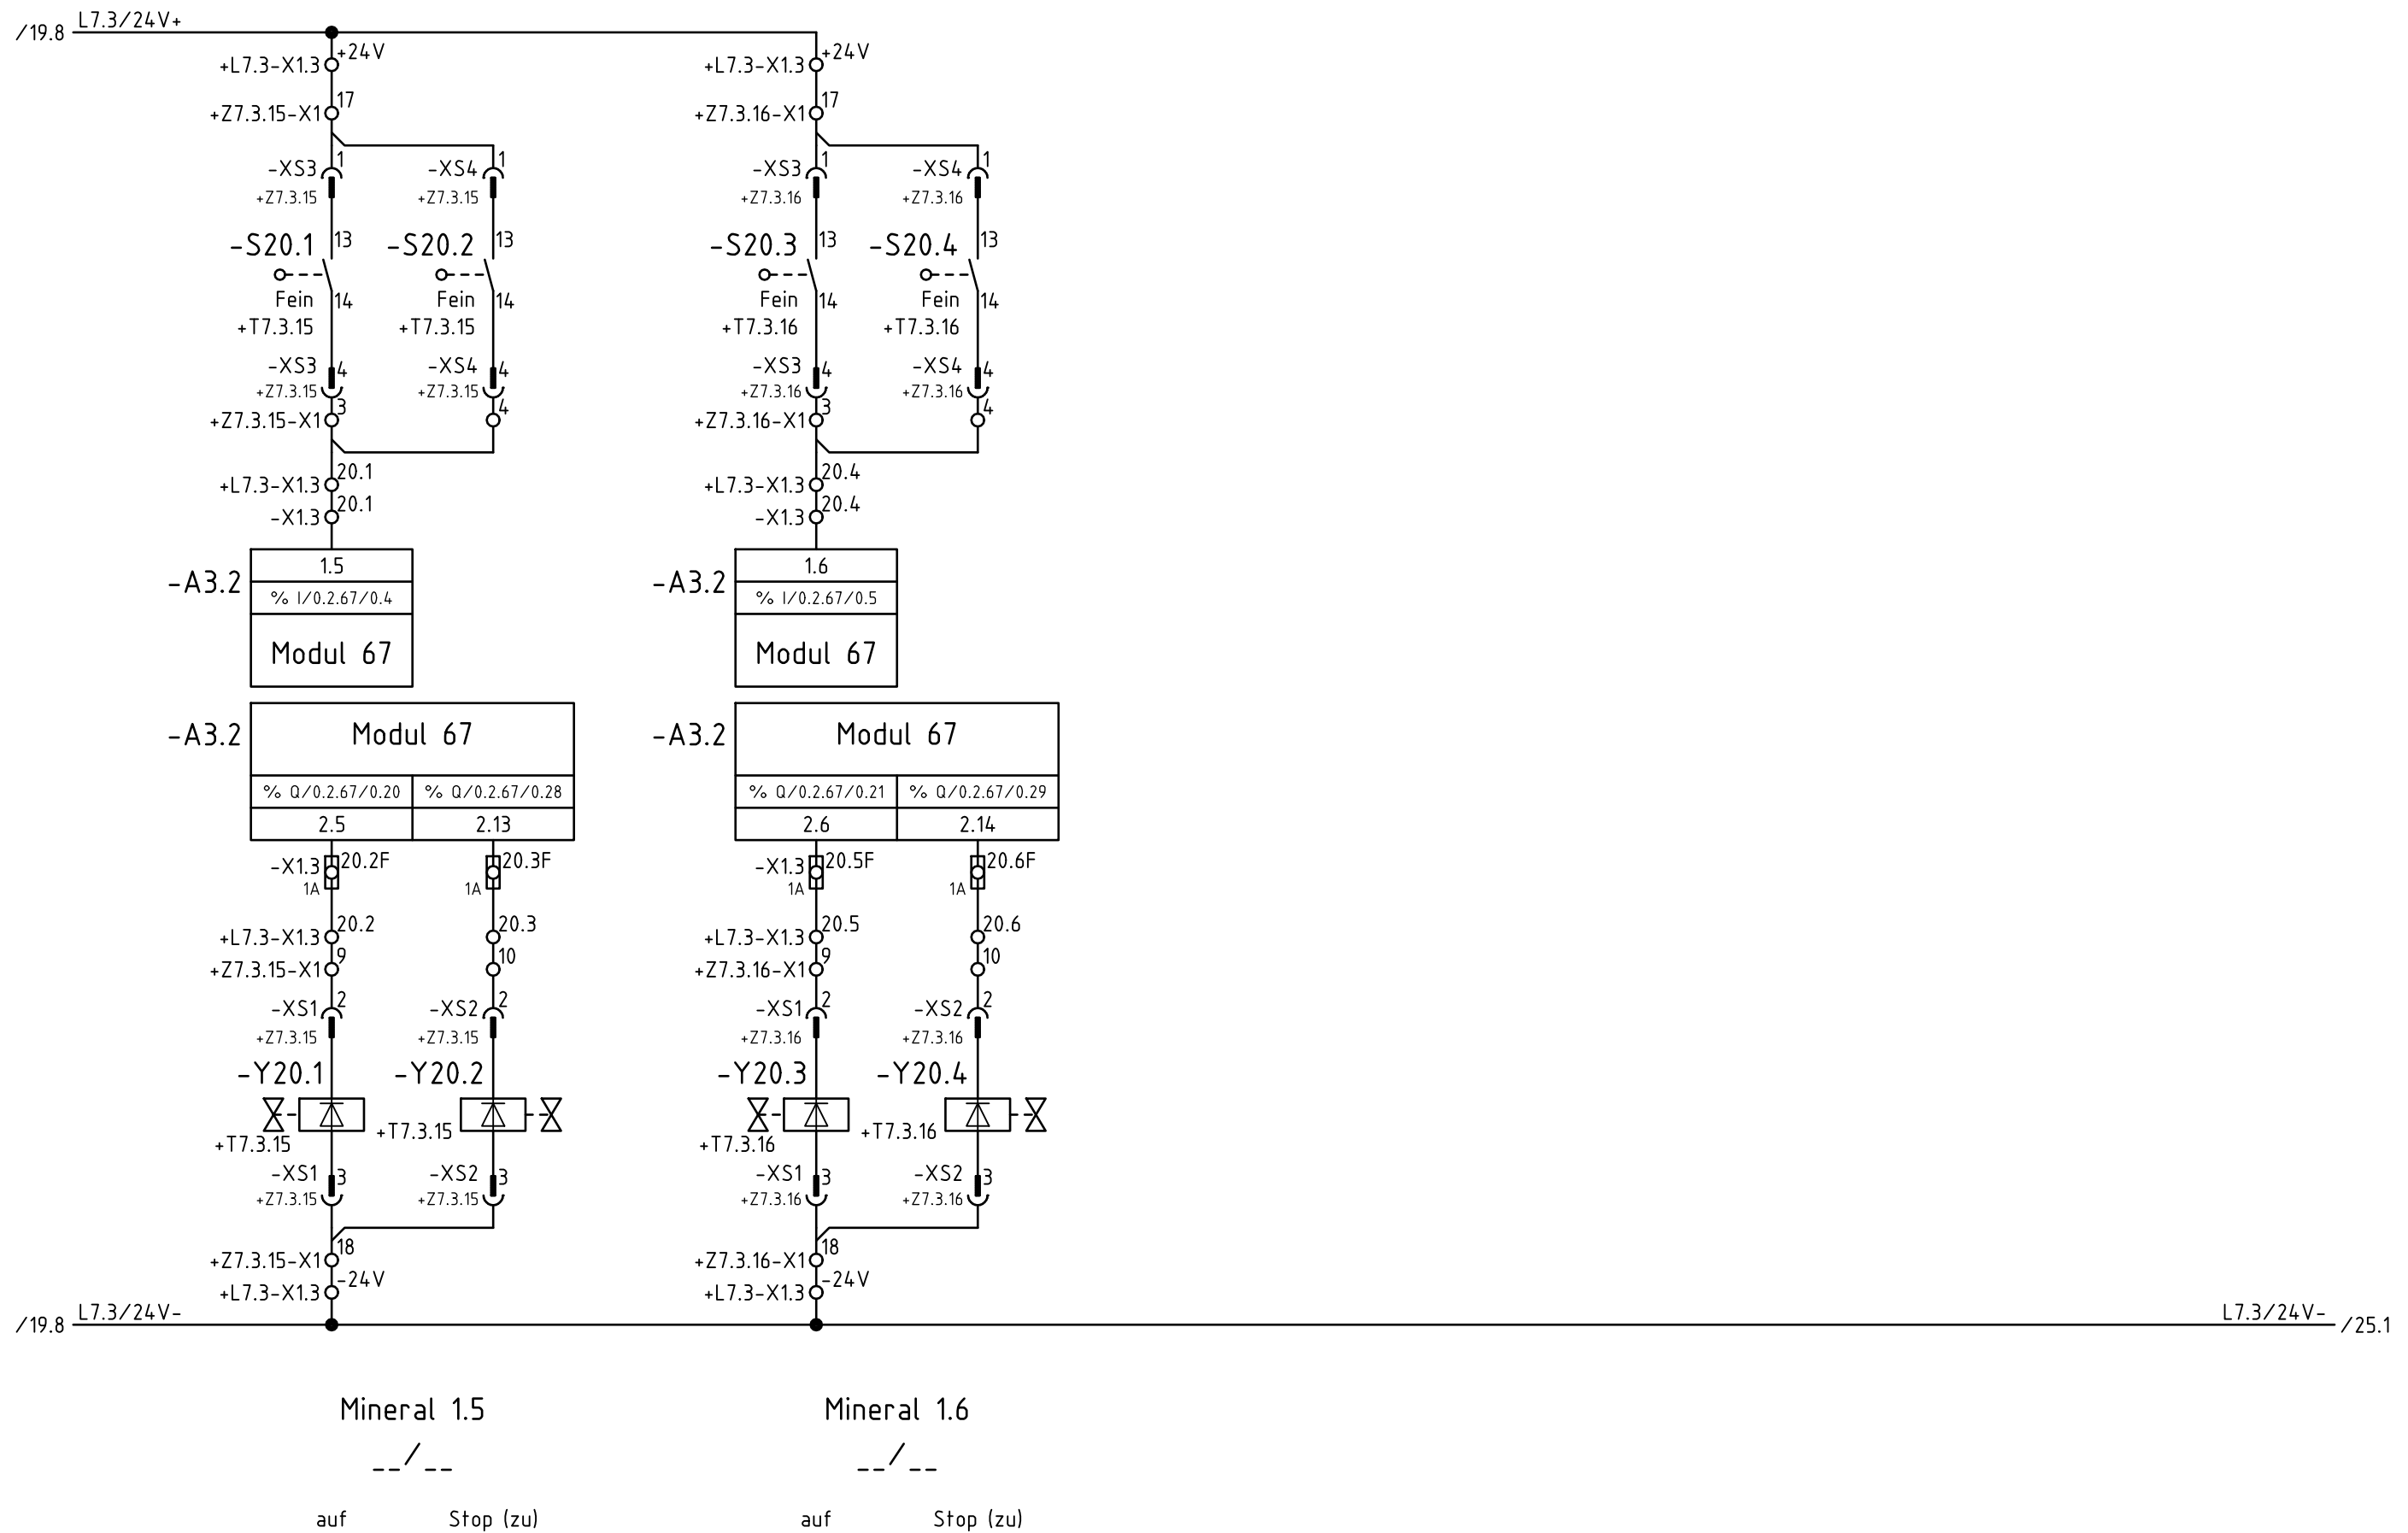 L7.3/24V+
/19.8
+24V +24V
+L7.3-X1.3 +L7.3-X1.3
17 17
+Z7.3.15-X1 +Z7.3.16-X1
1 1 1 1
-XS3 -XS4 -XS3 -XS4
+Z7.3.15 +Z7.3.15 +Z7.3.16 +Z7.3.16
-S20.1 13 -S20.2 13 -S20.3 13 -S20.4 13
Fein 14 Fein 14 Fein 14 Fein 14
+T7.3.15 +T7.3.15 +T7.3.16 +T7.3.16
-XS3 4 -XS4 4 -XS3 4 -XS4 4
+Z7.3.15 +Z7.3.15 +Z7.3.16 +Z7.3.16
3 4 3 4
+Z7.3.15-X1 +Z7.3.16-X1
20.1 20.4
+L7.3-X1.3 +L7.3-X1.3
20.1 20.4
-X1.3 -X1.3
1.5 1.6
-A3.2 -A3.2
% I/0.2.67/0.4 % I/0.2.67/0.5
Modul 67 Modul 67
-A3.2 Modul 67 -A3.2 Modul 67
% Q/0.2.67/0.20 % Q/0.2.67/0.28 % Q/0.2.67/0.21 % Q/0.2.67/0.29
2.5 2.13 2.6 2.14
-X1.3 20.2F 20.3F -X1.3 20.5F 20.6F
1A 1A 1A 1A
20.2 20.3 20.5 20.6
+L7.3-X1.3 +L7.3-X1.3
9 10 9 10
+Z7.3.15-X1 +Z7.3.16-X1
-XS1 2 -XS2 2 -XS1 2 -XS2 2
+Z7.3.15 +Z7.3.15 +Z7.3.16 +Z7.3.16
-Y20.1 -Y20.2 -Y20.3 -Y20.4
+T7.3.15 +T7.3.15 +T7.3.16 +T7.3.16
-XS1 3 -XS2 3 -XS1 3 -XS2 3
+Z7.3.15 +Z7.3.15 +Z7.3.16 +Z7.3.16
18 18
+Z7.3.15-X1 +Z7.3.16-X1
-24V -24V
+L7.3-X1.3 +L7.3-X1.3
L7.3/24V- L7.3/24V-
/19.8 /25.1
Mineral 1.5 Mineral 1.6
--/-- --/--
auf Stop (zu) auf Stop (zu)